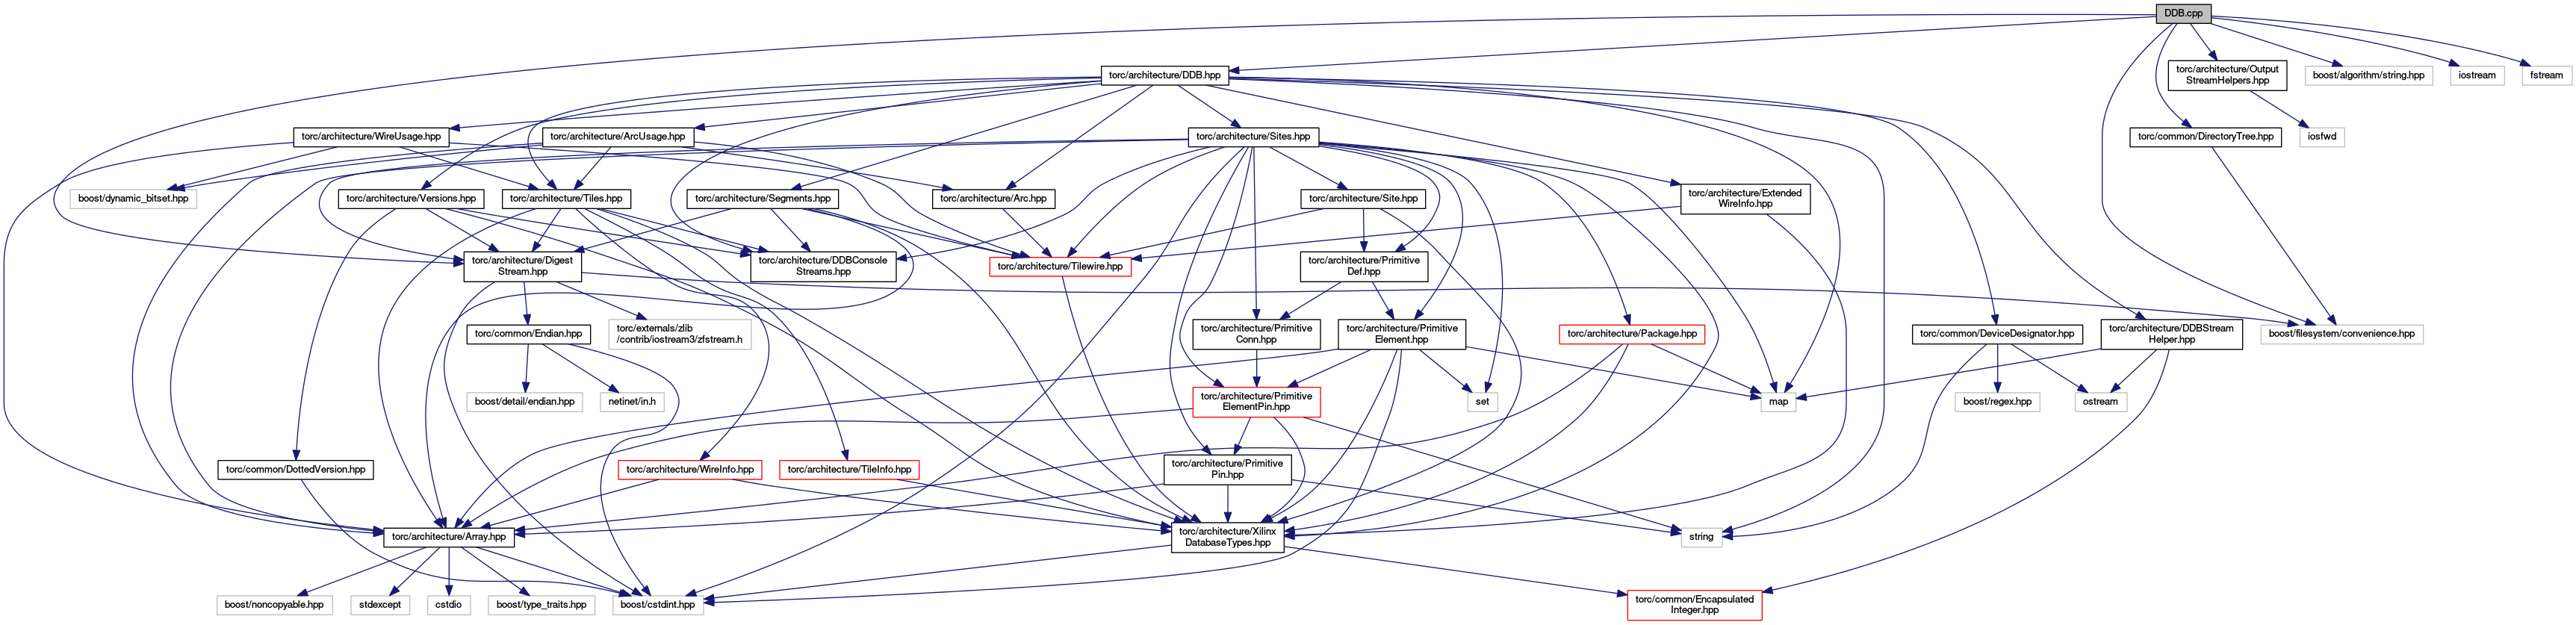 DDB.cpp
torc/architecture/DDB.hpp
torc/architecture/Output
StreamHelpers.hpp
boost/algorithm/string.hpp
iostream
fstream
torc/architecture/WireUsage.hpp
torc/architecture/ArcUsage.hpp
torc/architecture/Sites.hpp
torc/common/DirectoryTree.hpp
iosfwd
boost/dynamic_bitset.hpp
torc/architecture/Versions.hpp
torc/architecture/Tiles.hpp
torc/architecture/Segments.hpp
torc/architecture/Arc.hpp
torc/architecture/Site.hpp
torc/architecture/Extended
WireInfo.hpp
torc/architecture/Digest
Stream.hpp
torc/architecture/DDBConsole
Streams.hpp
torc/architecture/Tilewire.hpp
torc/architecture/Primitive
Def.hpp
torc/common/Endian.hpp
torc/externals/zlib
/contrib/iostream3/zfstream.h
torc/architecture/Primitive
Conn.hpp
torc/architecture/Primitive
Element.hpp
torc/architecture/Package.hpp
torc/common/DeviceDesignator.hpp
torc/architecture/DDBStream
Helper.hpp
boost/filesystem/convenience.hpp
boost/detail/endian.hpp
netinet/in.h
torc/architecture/Primitive
ElementPin.hpp
set
map
boost/regex.hpp
ostream
torc/common/DottedVersion.hpp
torc/architecture/WireInfo.hpp
torc/architecture/TileInfo.hpp
torc/architecture/Primitive
Pin.hpp
torc/architecture/Array.hpp
torc/architecture/Xilinx
DatabaseTypes.hpp
string
boost/noncopyable.hpp
stdexcept
cstdio
boost/type_traits.hpp
boost/cstdint.hpp
torc/common/Encapsulated
Integer.hpp